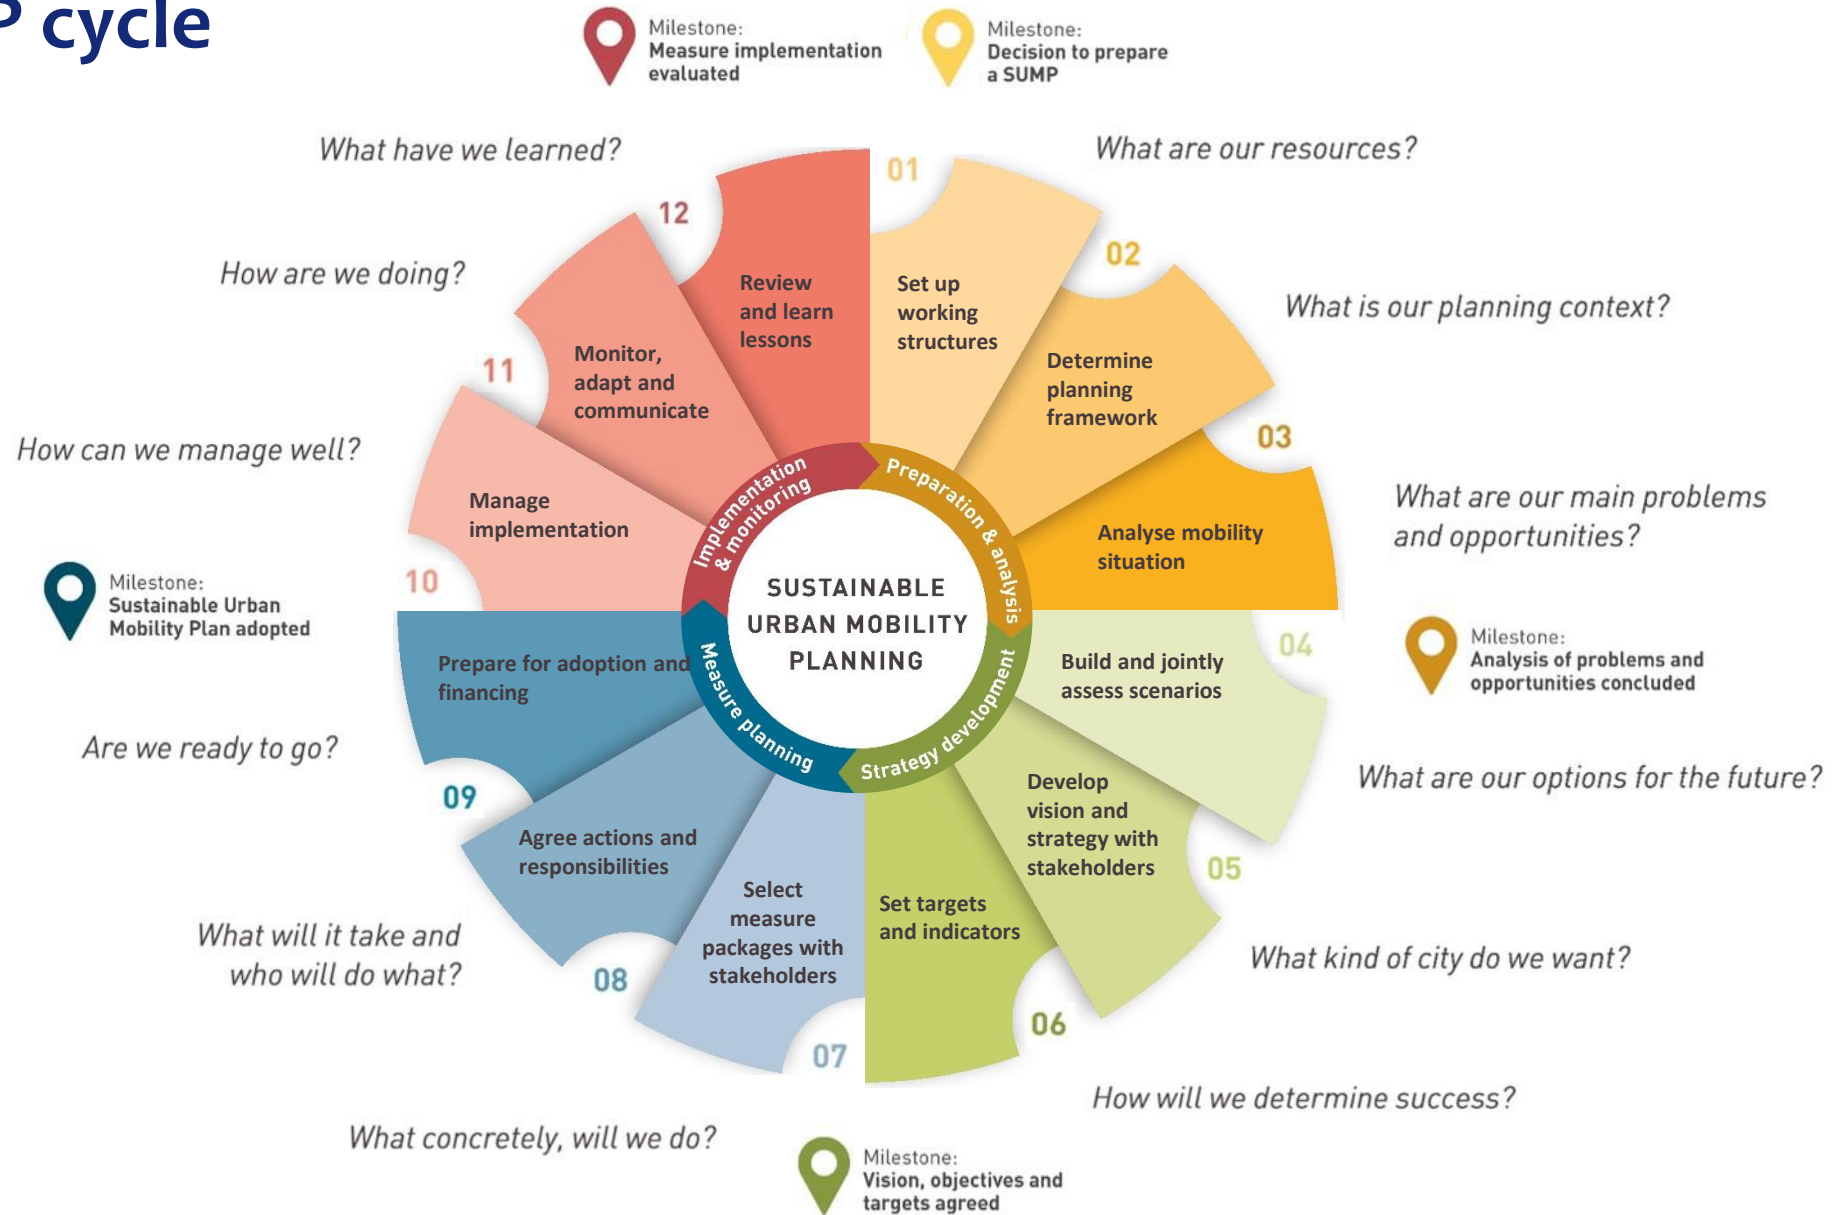 P cycle
Milestone:
Measure implementation
evaluated
Milestone:
Decision to prepare
a SUMP
What have we learned?
What are our resources?
How are we doing?
What is our planning context?
How can we manage well?
What are our main problems
and opportunities?
Milestone:
Sustainable Urban
Mobility Plan adopted
Milestone:
Analysis of problems and
opportunities concluded
Are we ready to go?
What are our options for the future?
What will it take and
who will do what?
What kind of city do we want?
What concretely, will we do?
How will we determine success?
Milestone:
Vision, objectives and
targets agreed
01
Set up
working
structures
02
Determine
planning
framework
03
Analyse mobility
situation
04
Build and jointly
assess scenarios
05
Develop
vision and
strategy with
stakeholders
06
Set targets
and indicators
07
Select
measure
packages with
stakeholders
08
Agree actions and
responsibilities
09
Prepare for adoption and
financing
10
Manage
implementation
11
Monitor,
adapt and
communicate
12
Review
and learn
lessons
Preparation & analysis
Strategy development
Measure planning
Implementation
& monitoring
SUSTAINABLE
URBAN MOBILITY
PLANNING